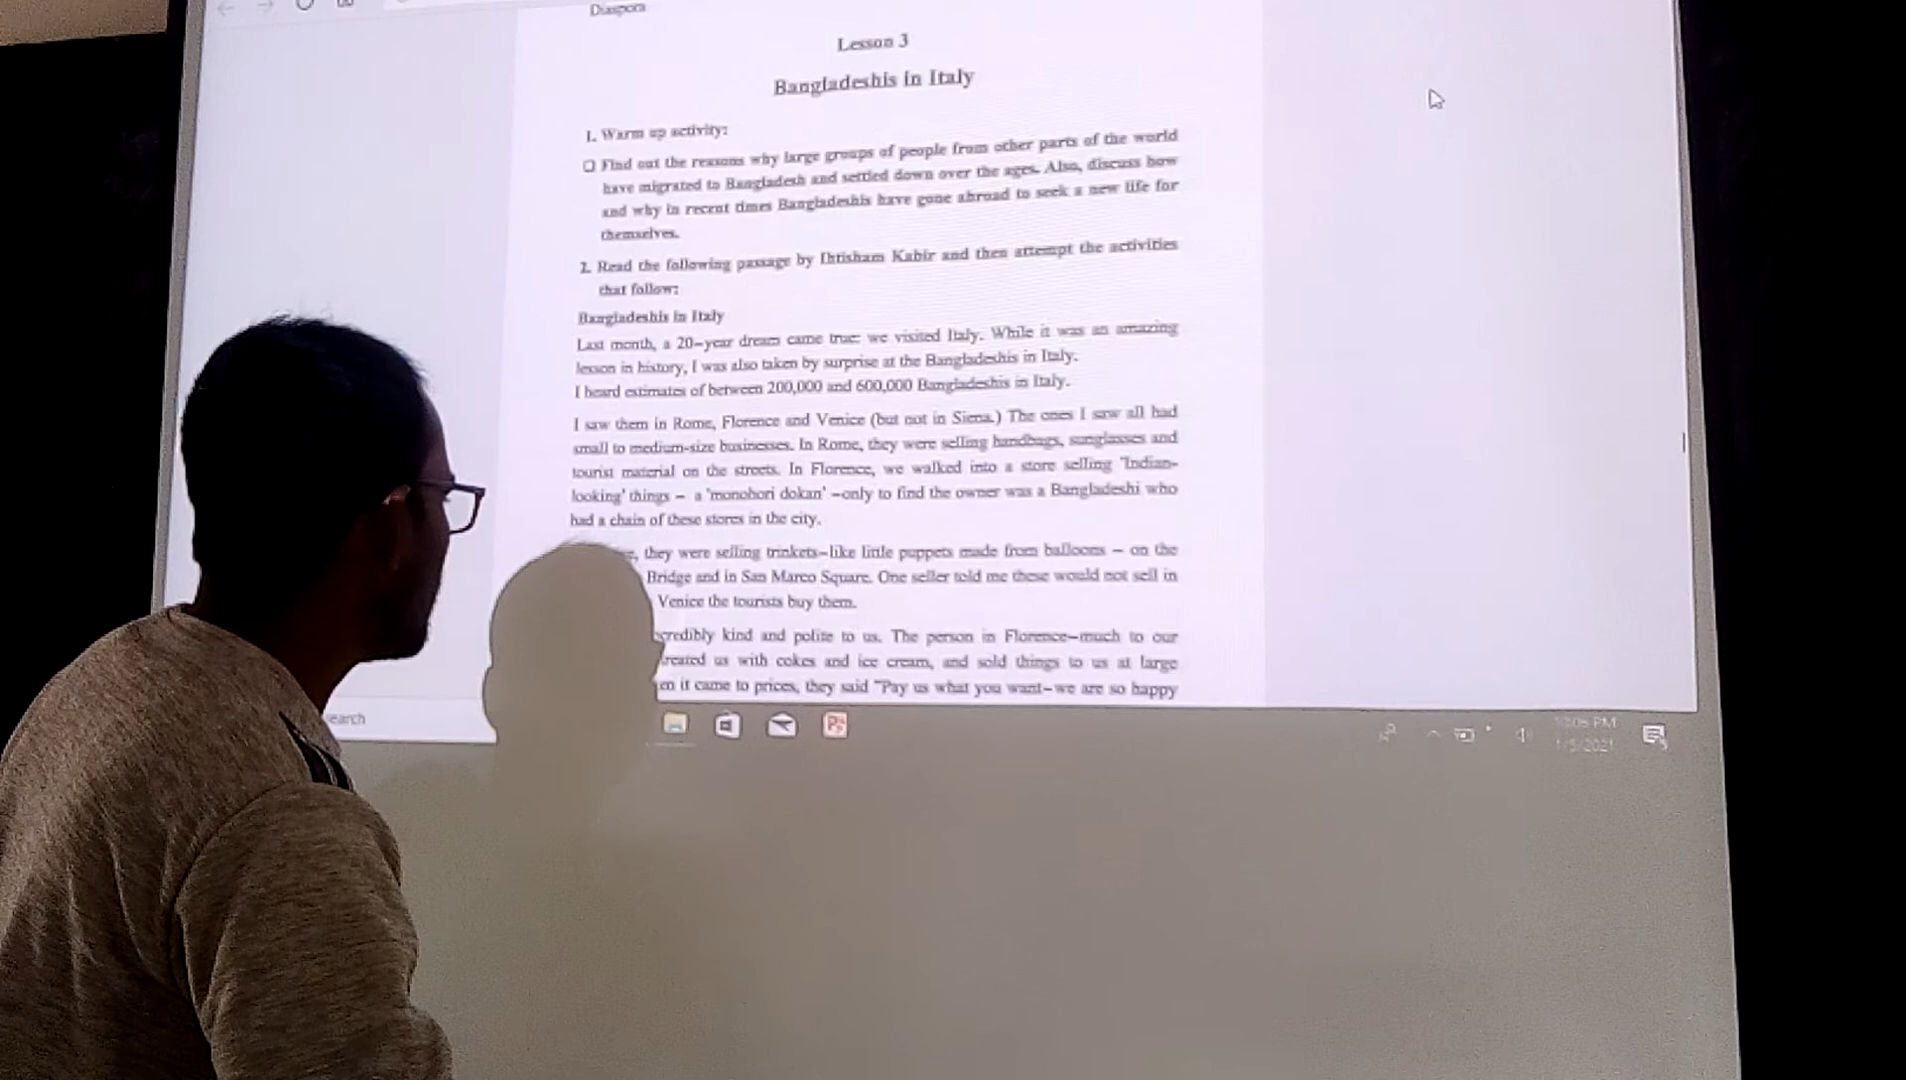 Diaspora
Lesson 3
Bangladeshis in Italy
1. Warm up activity:
❑ Find out the reasons why large groups of people from other parts of the world
have migrated to Bangladesh and settled down over the ages. Also, discuss how
and why in recent times Bangladeshis have gone abroad to seek a new life for
themselves.
2. Read the following passage by Ihtisham Kabir and then attempt the activities
that follow:
Bangladeshis in Italy
Last month, a 20-year dream came true: we visited Italy. While it was an amazing
lesson in history, I was also taken by surprise at the Bangladeshis in Italy.
I heard estimates of between 200,000 and 600,000 Bangladeshis in Italy.
I saw them in Rome, Florence and Venice (but not in Siena.) The ones I saw all had
small to medium-size businesses. In Rome, they were selling handbags, sunglasses and
tourist material on the streets. In Florence, we walked into a store selling 'Indian-
looking' things – a 'monohori dokan' –only to find the owner was a Bangladeshi who
had a chain of these stores in the city.
they were selling trinkets–like little puppets made from balloons – on the
Bridge and in San Marco Square. One seller told me these would not sell in
Venice the tourists buy them.
kind and polite to us. The person in Florence–much to our
us with cokes and ice cream, and sold things to us at large
it came to prices, they said "Pay us what you want–we are so happy
earch
1/5/2021